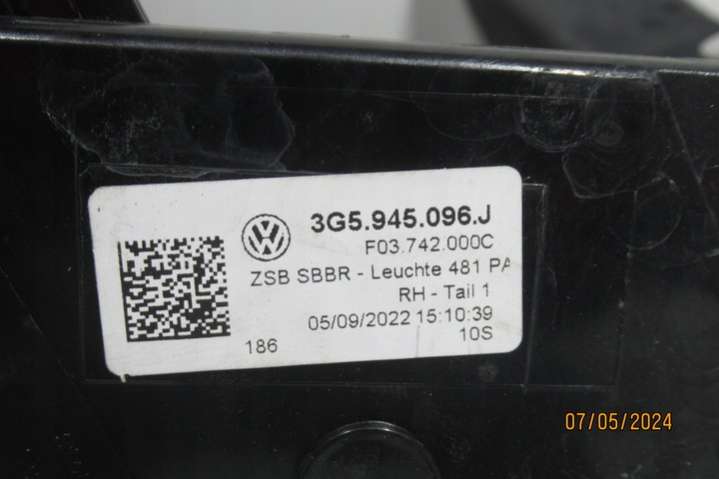 3G5.945.096.J
F03.742.000C
ZSB SBBR - Leuchte 481 PA
RH - Tail 1
05/09/2022 15:10:39
186 10S
07/05/2024